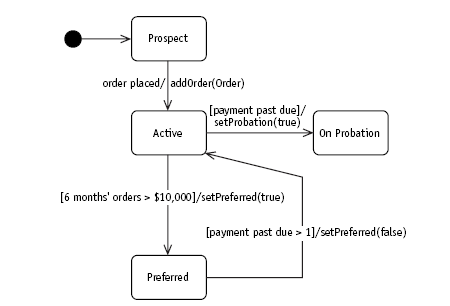 Prospect
order placed/ addOrder(Order)
[payment past due]/
setProbation(true)
Active
On Probation
[6 months' orders > $10,000]/setPreferred(true)
[payment past due > 1]/setPreferred(false)
Preferred